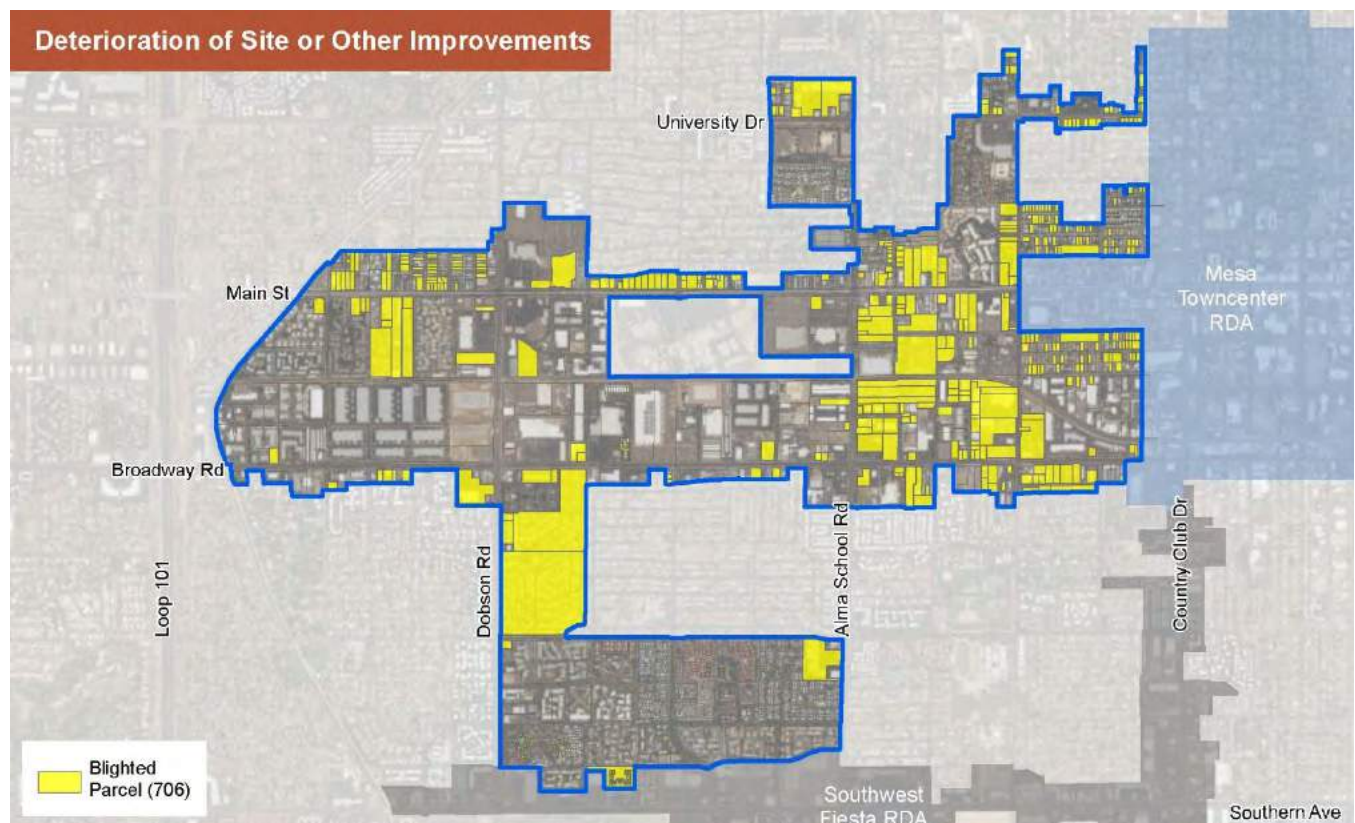 Deterioration of Site or Other Improvements
University Dr
Main St
Mesa
Towncenter
RDA
Broadway Rd
Loop 101
Dobson Rd
Alma School Rd
Country Club Dr
Blighted
Parcel (706)
Southwest
Fiesta RDA
Southern Ave